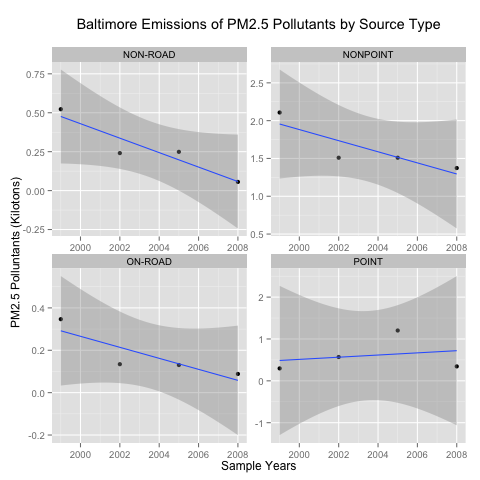 Baltimore Emissions of PM2.5 Pollutants by Source Type
NON-ROAD
NONPOINT
0.75
0.50
0.25
0.00
-0.25
2.5
2.0
1.5
1.0
0.5
2000 2002 2004 2006 2008
2000 2002 2004 2006 2008
PM2.5 Polluntants (Kilotons)
ON-ROAD
POINT
0.4
0.2
0.0
-0.2
2
1
0
-1
2000 2002 2004 2006 2008
2000 2002 2004 2006 2008
Sample Years